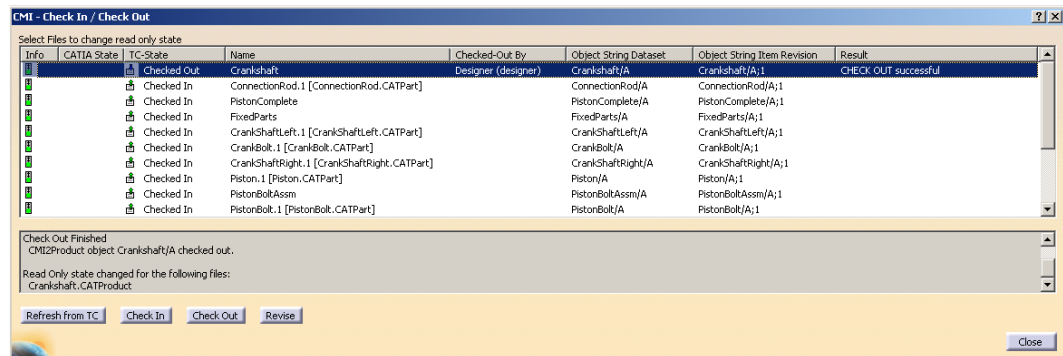 CMI - Check In / Check Out
Select Files to change read only state
Info CATIA State TC-State Name Checked-Out By Object String Dataset Object String Item Revision Result
Checked Out Crankshaft Designer (designer) Crankshaft/A Crankshaft/A;1 CHECK OUT successful
Checked In ConnectionRod.1 [ConnectionRod.CATPart] ConnectionRod/A ConnectionRod/A;1
Checked In PistonComplete PistonComplete/A PistonComplete/A;1
Checked In FixedParts FixedParts/A FixedParts/A;1
Checked In CrankShaftLeft.1 [CrankShaftLeft.CATPart] CrankShaftLeft/A CrankShaftLeft/A;1
Checked In CrankBolt.1 [CrankBolt.CATPart] CrankBolt/A CrankBolt/A;1
Checked In CrankShaftRight.1 [CrankShaftRight.CATPart] CrankShaftRight/A CrankShaftRight/A;1
Checked In Piston.1 [Piston.CATPart] Piston/A Piston/A;1
Checked In PistonBoltAssm PistonBoltAssm/A PistonBoltAssm/A;1
Checked In PistonBolt.1 [PistonBolt.CATPart] PistonBolt/A PistonBolt/A;1
Check Out Finished
CMI2Product object Crankshaft/A checked out.
Read Only state changed for the following files:
Crankshaft.CATProduct
Refresh from TC Check In Check Out Revise
Close